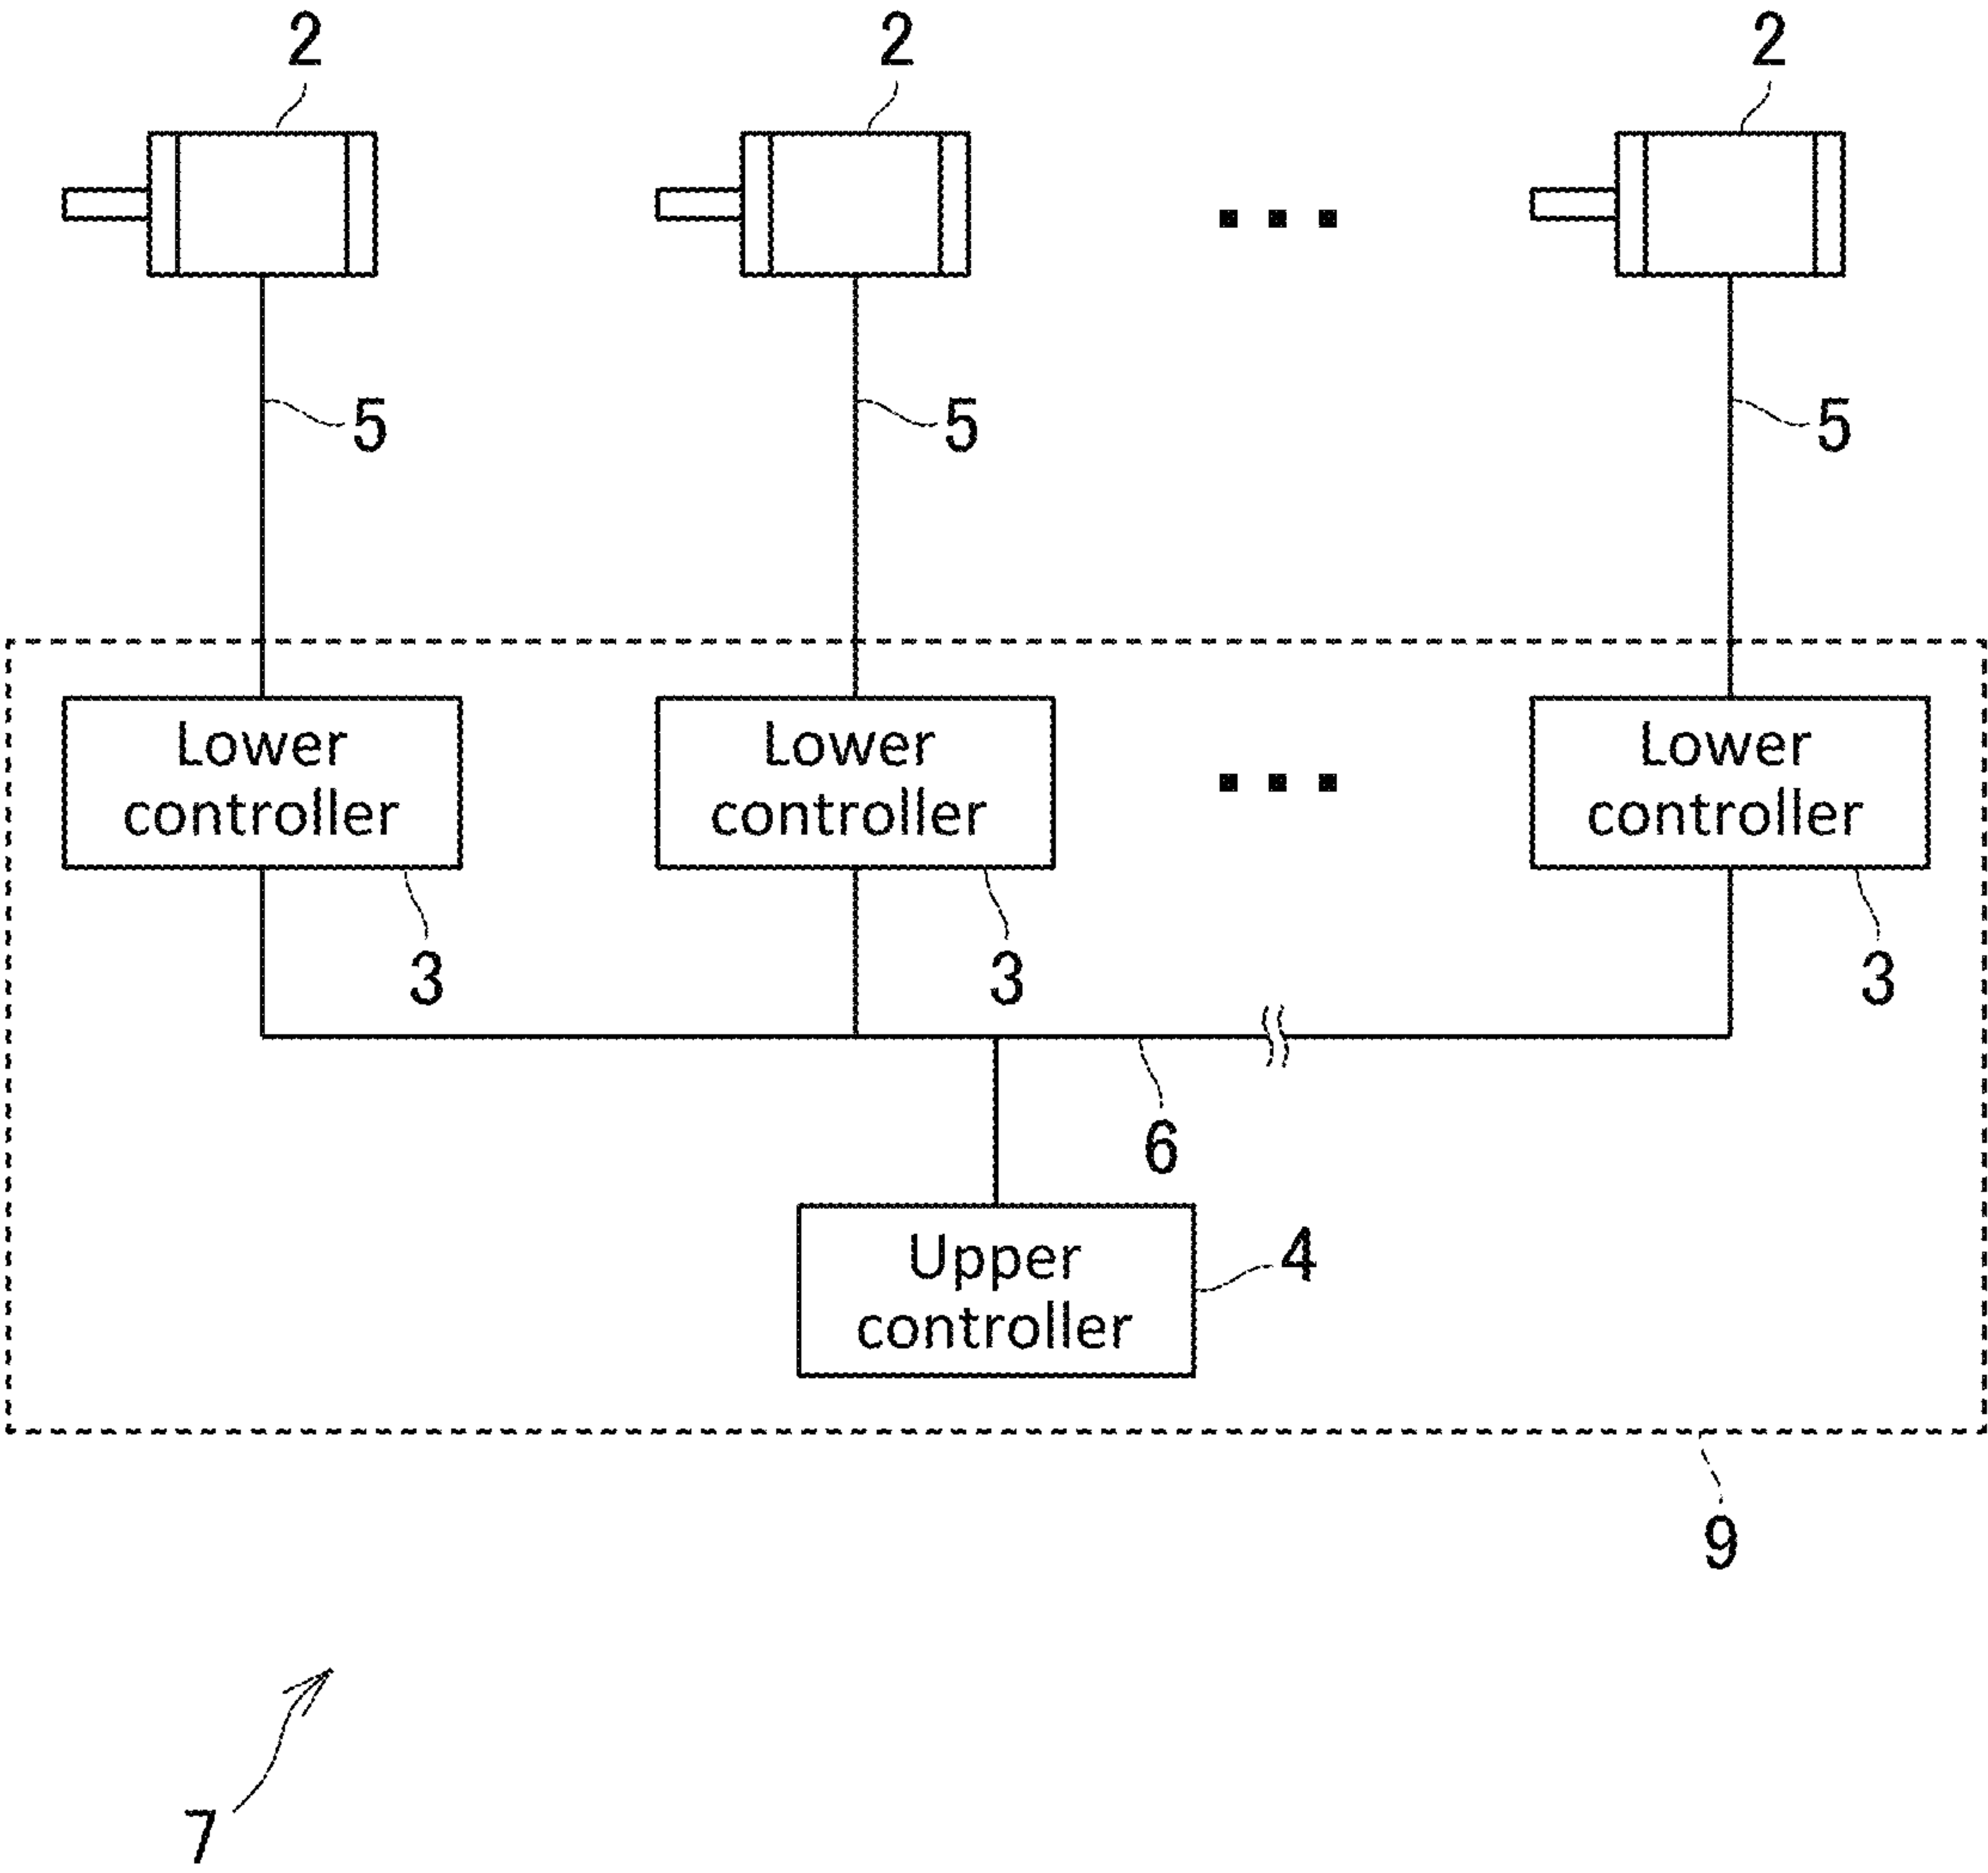 2 2 2
5 5 5
Lower Lower Lower
controller controller controller
3 3 3
6
Upper
controller
4
9
7